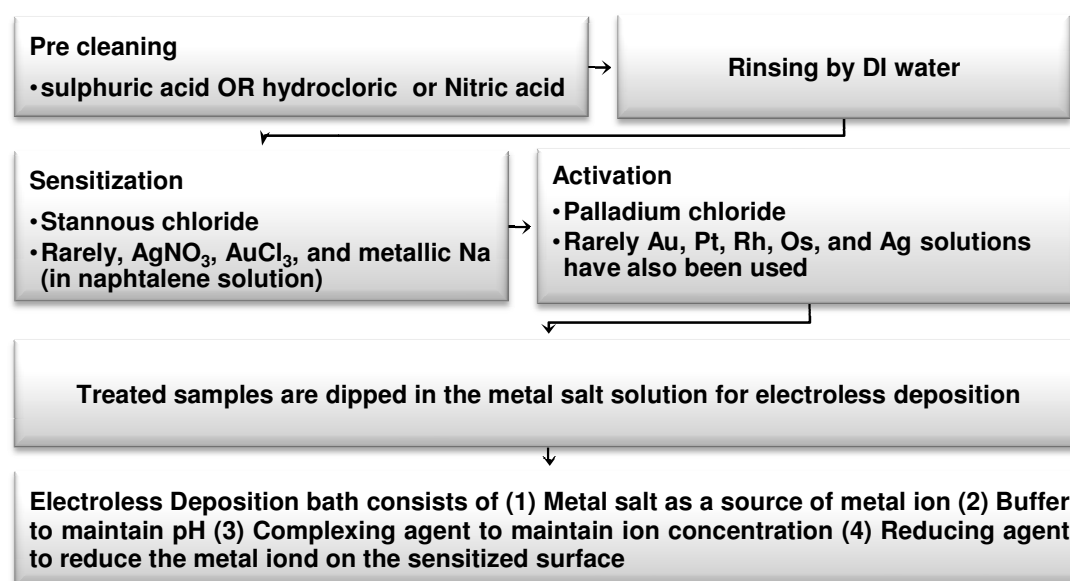 Pre cleaning
•sulphuric acid OR hydrocloric or Nitric acid
Rinsing by DI water
Sensitization
•Stannous chloride
•Rarely, AgNO₃, AuCl₃, and metallic Na
(in naphtalene solution)
Activation
•Palladium chloride
•Rarely Au, Pt, Rh, Os, and Ag solutions
have also been used
Treated samples are dipped in the metal salt solution for electroless deposition
Electroless Deposition bath consists of (1) Metal salt as a source of metal ion (2) Buffer
to maintain pH (3) Complexing agent to maintain ion concentration (4) Reducing agent
to reduce the metal iond on the sensitized surface